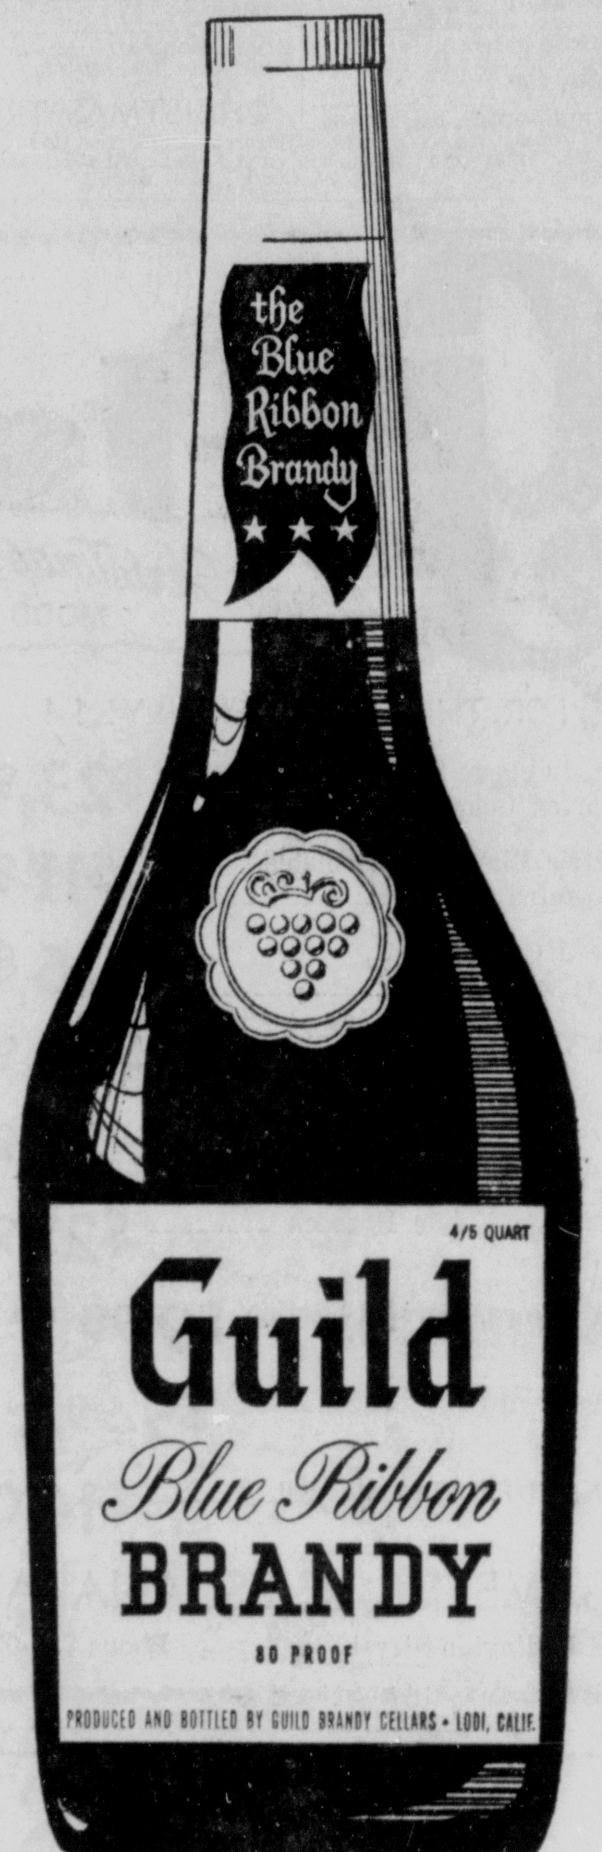 the
Blue
Ribbon
Brandy
4/5 QUART
Guild
Blue Ribbon
BRANDY
80 PROOF
PRODUCED AND BOTTLED BY GUILD BRANDY CELLARS • LODI, CALIF.